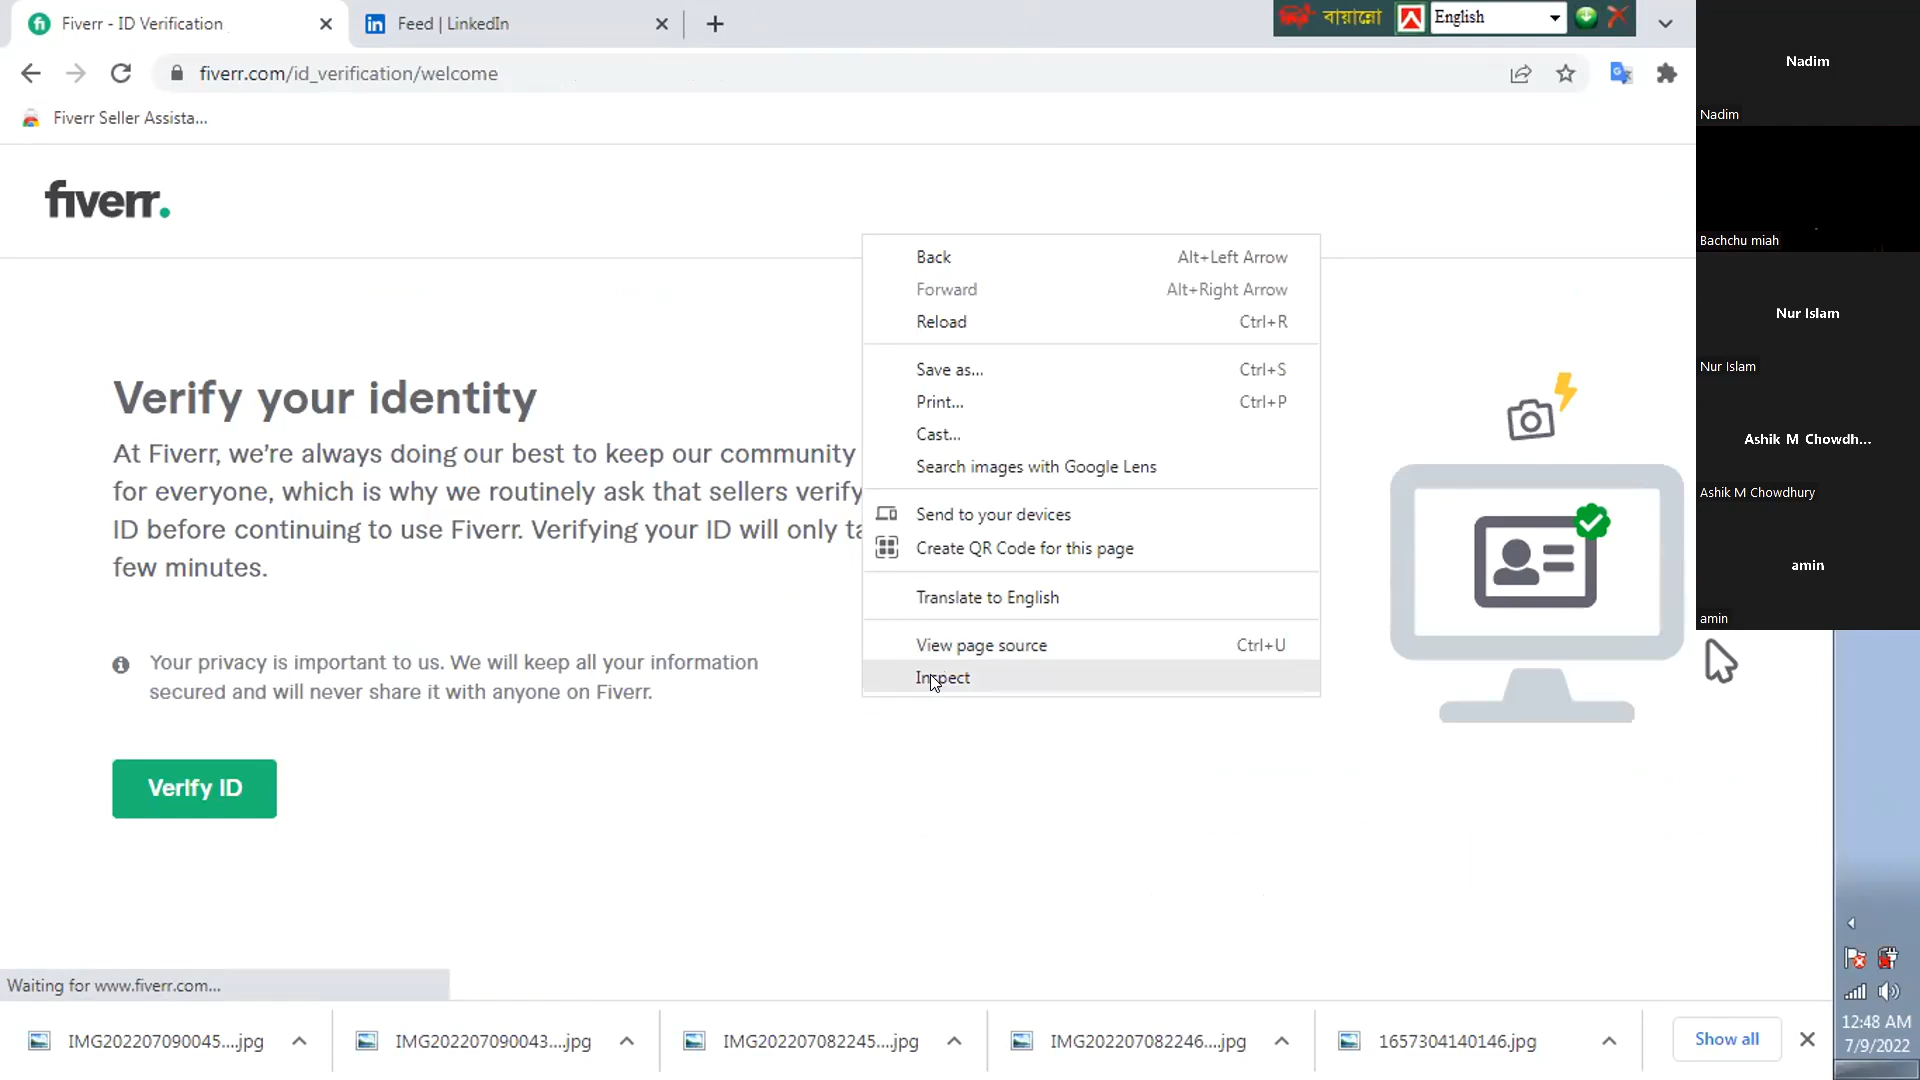 Fiverr - ID Verification
Feed | LinkedIn
বায়ান্নো
English
fiverr.com/id_verification/welcome
Fiverr Seller Assista...
fiverr.
Verify your identity
At Fiverr, we're always doing our best to keep our community
for everyone, which is why we routinely ask that sellers verify
ID before continuing to use Fiverr. Verifying your ID will only ta
few minutes.
Your privacy is important to us. We will keep all your information
secured and will never share it with anyone on Fiverr.
Verify ID
Back Alt+Left Arrow
Forward Alt+Right Arrow
Reload Ctrl+R
Save as... Ctrl+S
Print... Ctrl+P
Cast...
Search images with Google Lens
Send to your devices
Create QR Code for this page
Translate to English
View page source Ctrl+U
Inspect
Nadim
Nadim
Bachchu miah
Nur Islam
Nur Islam
Ashik M Chowdh...
Ashik M Chowdhury
amin
amin
Waiting for www.fiverr.com...
IMG202207090045....jpg
IMG202207090043....jpg
IMG202207082245....jpg
IMG202207082246....jpg
1657304140146.jpg
Show all
12:48 AM
7/9/2022